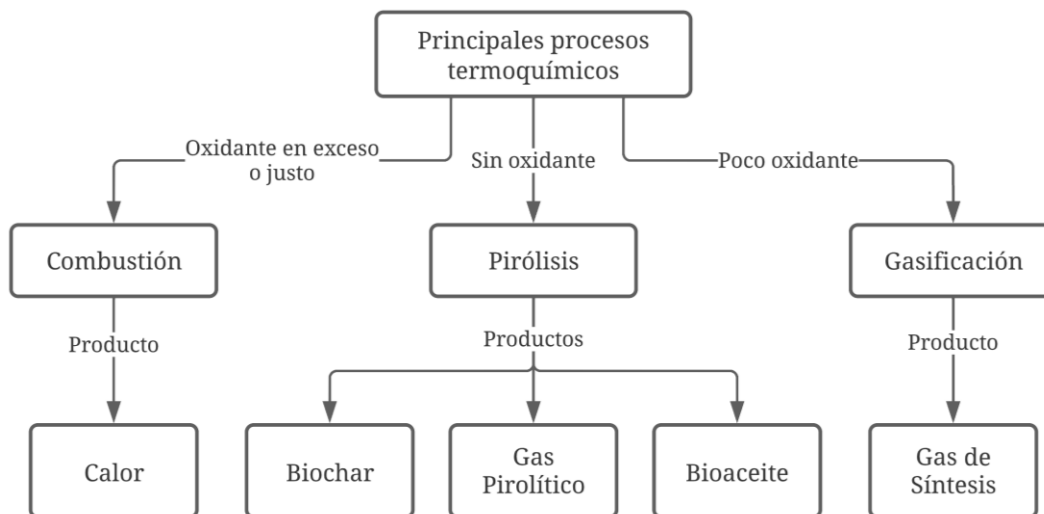 Principales procesos
termoquímicos
Oxidante en exceso
o justo
Sin oxidante
Poco oxidante
Combustión
Pirólisis
Gasificación
Producto
Productos
Producto
Calor
Biochar
Gas
Pirolítico
Bioaceite
Gas de
Síntesis